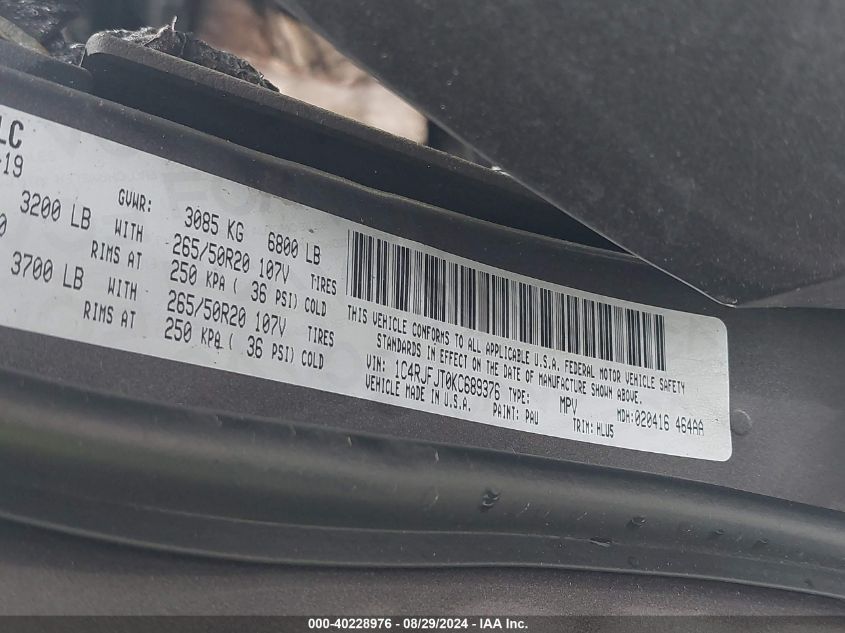 LC
-19
GVWR: 3085 KG 6800 LB
3200 LB WITH 265/50R20 107V TIRES
RIMS AT 250 KPA ( 36 PSI) COLD
3700 LB WITH 265/50R20 107V TIRES
RIMS AT 250 KPA ( 36 PSI) COLD
THIS VEHICLE CONFORMS TO ALL APPLICABLE U.S.A. FEDERAL MOTOR VEHICLE SAFETY
STANDARDS IN EFFECT ON THE DATE OF MANUFACTURE SHOWN ABOVE.
VIN: 1C4RJFJT0KC689376 TYPE: MPV MDH:020416 464AA
VEHICLE MADE IN U.S.A. PAINT: PAU TRIM: HLU5
000-40228976 - 08/29/2024 - IAA Inc.